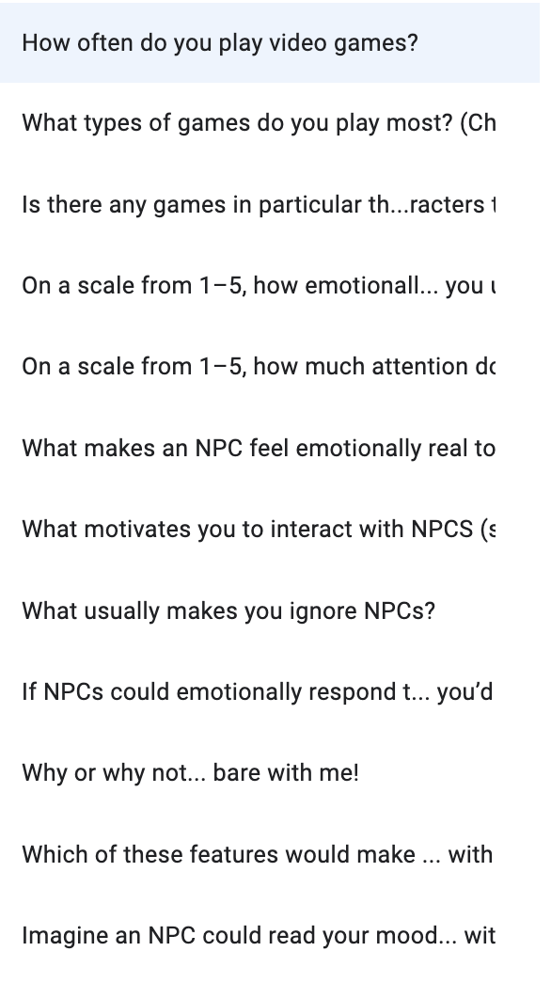 How often do you play video games?
What types of games do you play most? (Ch
Is there any games in particular th...racters t
On a scale from 1–5, how emotionall... you u
On a scale from 1–5, how much attention do
What makes an NPC feel emotionally real to
What motivates you to interact with NPCS (s
What usually makes you ignore NPCs?
If NPCs could emotionally respond t... you’d
Why or why not... bare with me!
Which of these features would make ... with
Imagine an NPC could read your mood... wit